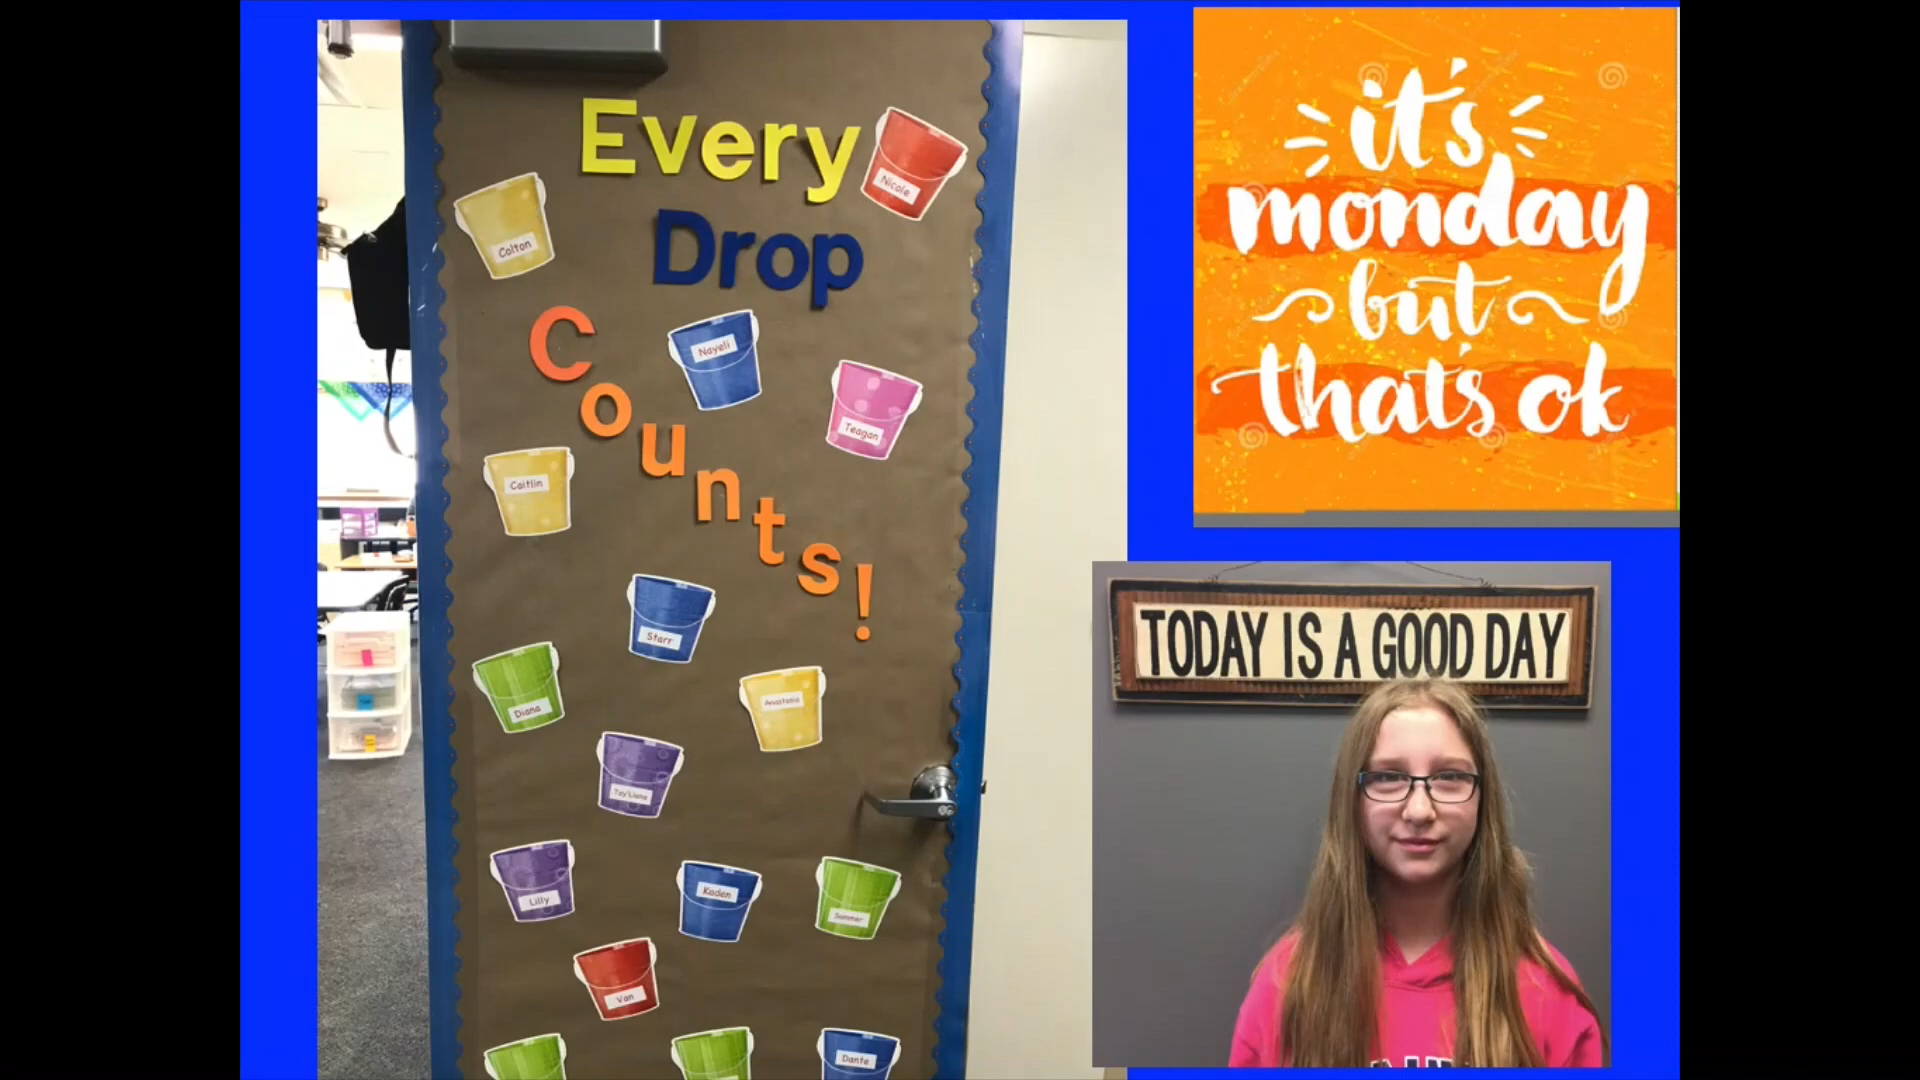 Every
Drop
Counts!
Nicole
Colton
Nayeli
Teagan
Caitlin
Starr
Diana
Anastasia
Tay'Liana
Lilly
Kaden
Summer
Van
Dante
it's
monday
but
that's ok
TODAY IS A GOOD DAY